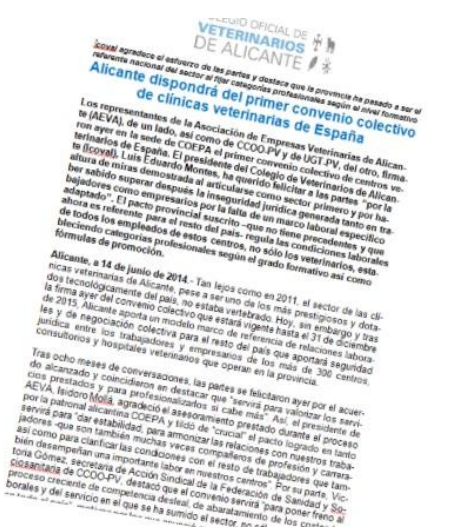 COLEGIO OFICIAL DE
VETERINARIOS
DE ALICANTE
Icoval agradece el esfuerzo de las partes y destaca que la provincia ha pasado a ser el
referente nacional del sector al fijar categorías profesionales según el nivel formativo
Alicante dispondrá del primer convenio colectivo
de clínicas veterinarias de España
Los representantes de la Asociación de Empresas Veterinarias de Alican-
te (AEVA), de un lado, así como de CCOO-PV y de UGT-PV, del otro, firma-
ron ayer en la sede de COEPA el primer convenio colectivo de centros ve-
terinarios de España. El presidente del Colegio de Veterinarios de Alican-
te (Icoval), Luis Eduardo Montes, ha querido felicitar a las partes "por la
altura de miras demostrada al articularse como sector primero y por ha-
ber sabido superar después la inseguridad jurídica generada tanto en tra-
bajadores como empresarios por la falta de un marco laboral específico
adaptado". El pacto provincial suscrito –que no tiene precedentes y que
ahora es referente para el resto del país- regula las condiciones laborales
de todos los empleados de estos centros, no sólo los veterinarios, esta-
bleciendo categorías profesionales según el grado formativo así como
fórmulas de promoción.
Alicante, a 14 de junio de 2014.- Tan lejos como en 2011, el sector de las clí-
nicas veterinarias de Alicante, pese a ser uno de los más prestigiosos y dota-
dos tecnológicamente del país, no estaba vertebrado. Hoy, sin embargo y tras
la firma ayer del convenio colectivo que estará vigente hasta el 31 de diciembre
de 2015, Alicante aporta un modelo marco de referencia de relaciones labora-
les y de negociación colectiva para el resto del país que aportará seguridad
jurídica entre los trabajadores y empresarios de los más de 300 centros,
consultorios y hospitales veterinarios que operan en la provincia.
Tras ocho meses de conversaciones, las partes se felicitaron ayer por el acuer-
do alcanzado y coincidieron en destacar que "servirá para valorizar los servi-
cios prestados y para profesionalizarlos si cabe más". Así, el presidente de
AEVA, Isidoro Mollá, agradeció el asesoramiento prestado durante el proceso
por la patronal alicantina COEPA y tildó de "crucial" el pacto logrado en tanto
servirá para "dar estabilidad, para armonizar las relaciones con nuestros traba-
jadores -que son también muchas veces compañeros de profesión y carrera-
así como para clarificar las condiciones con el resto de trabajadores que tam-
bién desempeñan una importante labor en nuestros centros". Por su parte, Vic-
toria Gómez, secretaria de Acción Sindical de la Federación de Sanidad y So-
ciosanitaria de CCOO-PV, destacó que el convenio servirá "para poner freno al
proceso creciente de competencia desleal, de abaratamiento de los costes la-
borales y del servicio en el que se ha sumido el sector, no